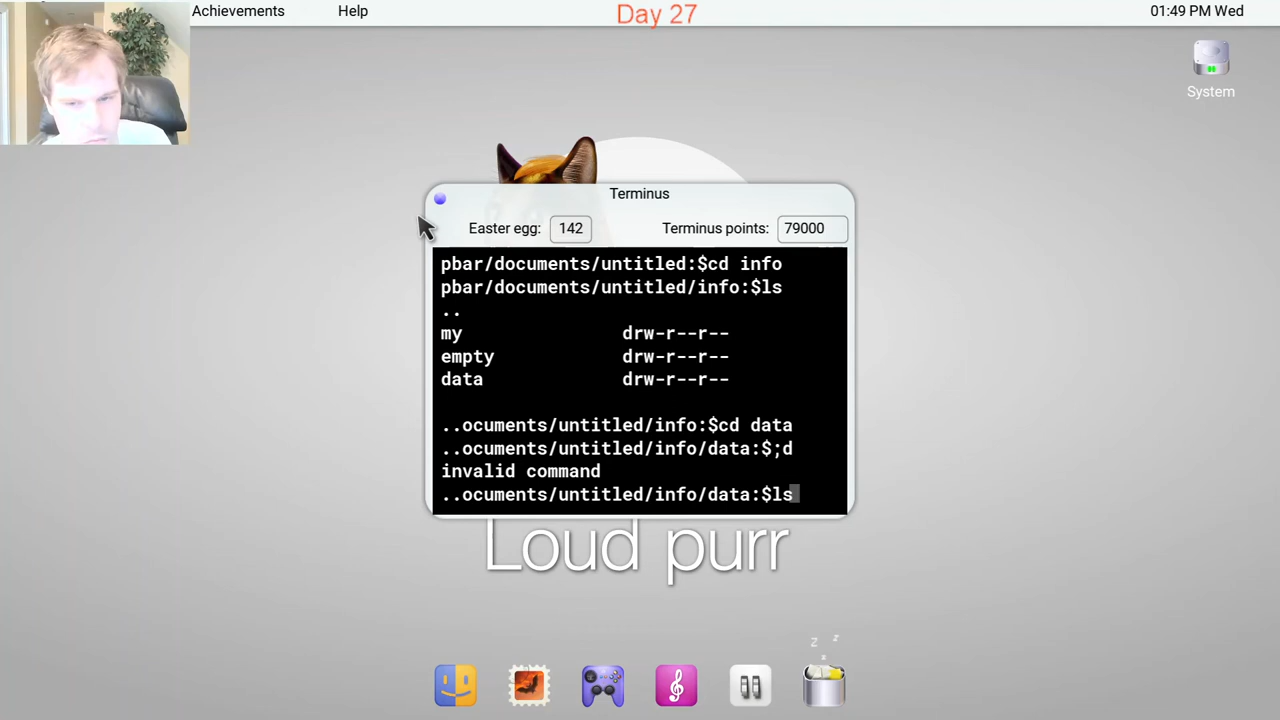 Achievements
Help
Day 27
01:49 PM Wed
System
Terminus
Easter egg: 142
Terminus points: 79000
pbar/documents/untitled:$cd info
pbar/documents/untitled/info:$ls
..
my drw-r--r--
empty drw-r--r--
data drw-r--r--
..ocuments/untitled/info:$cd data
..ocuments/untitled/info/data:$;d
invalid command
..ocuments/untitled/info/data:$ls
Loud purr
z z
z